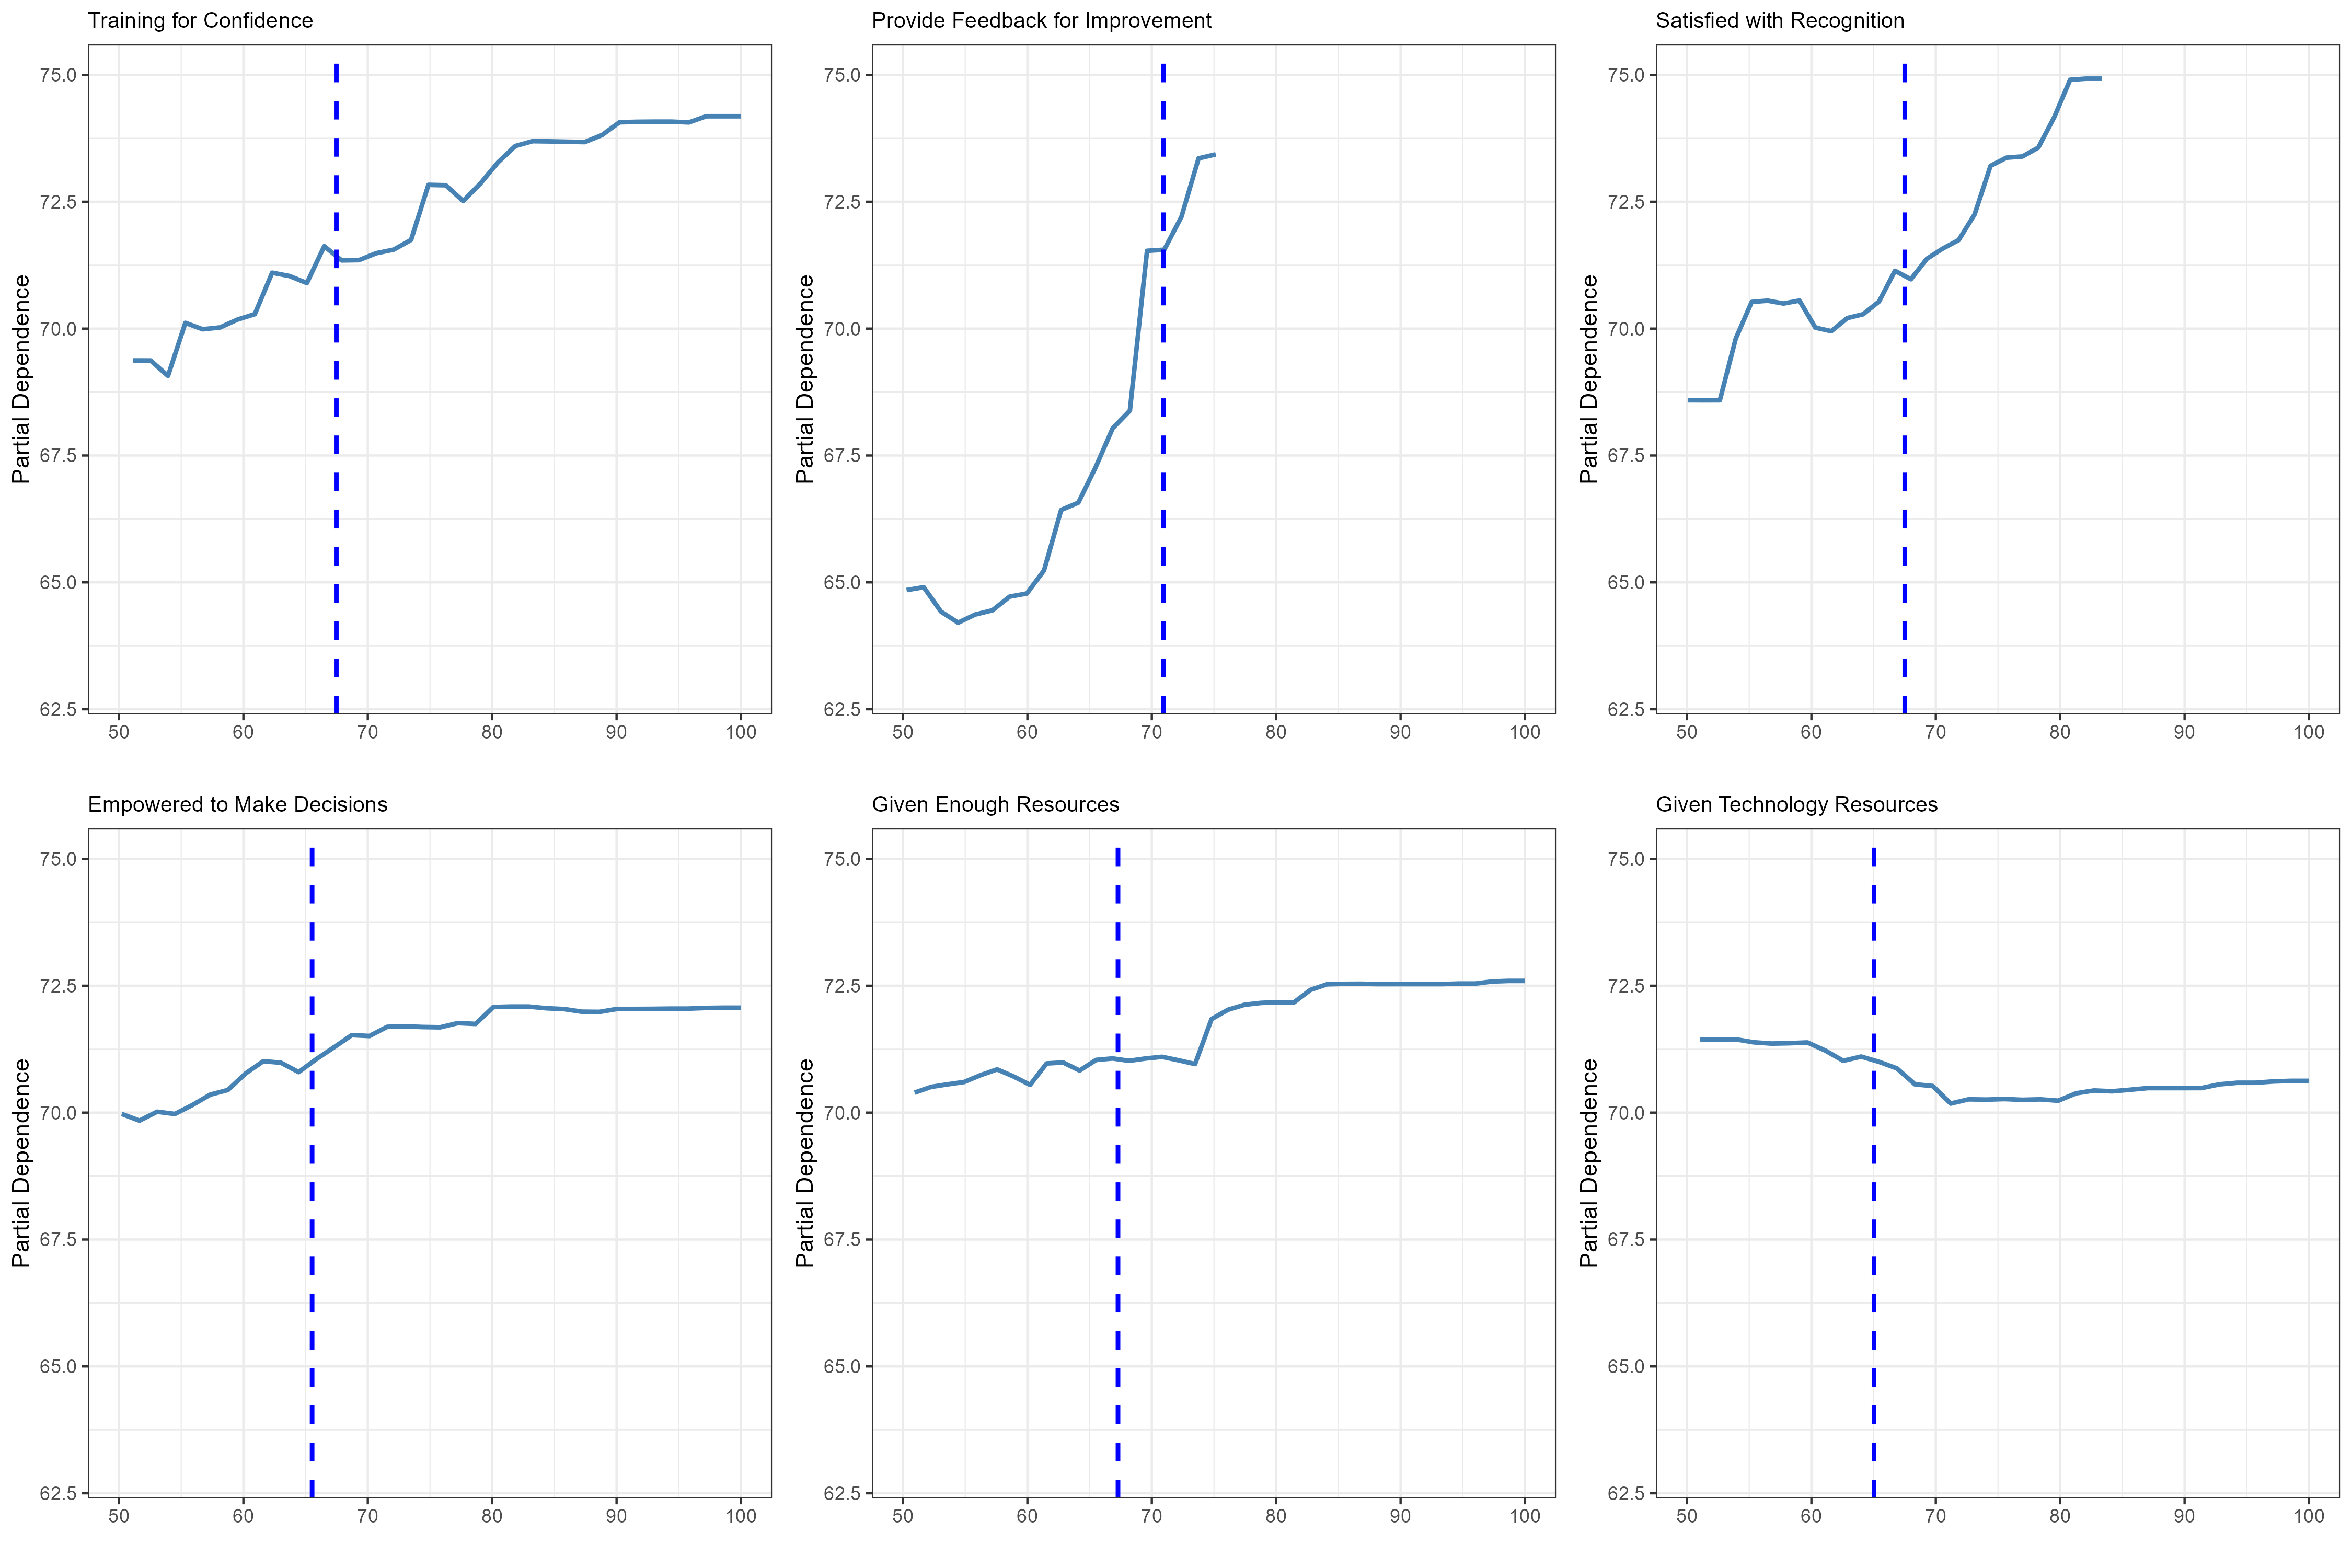 Training for Confidence
Provide Feedback for Improvement
Satisfied with Recognition
75.0
72.5
70.0
67.5
65.0
62.5
Partial Dependence
50 60 70 80 90 100
75.0
72.5
70.0
67.5
65.0
62.5
Partial Dependence
50 60 70 80 90 100
75.0
72.5
70.0
67.5
65.0
62.5
Partial Dependence
50 60 70 80 90 100
Empowered to Make Decisions
Given Enough Resources
Given Technology Resources
75.0
72.5
70.0
67.5
65.0
62.5
Partial Dependence
50 60 70 80 90 100
75.0
72.5
70.0
67.5
65.0
62.5
Partial Dependence
50 60 70 80 90 100
75.0
72.5
70.0
67.5
65.0
62.5
Partial Dependence
50 60 70 80 90 100